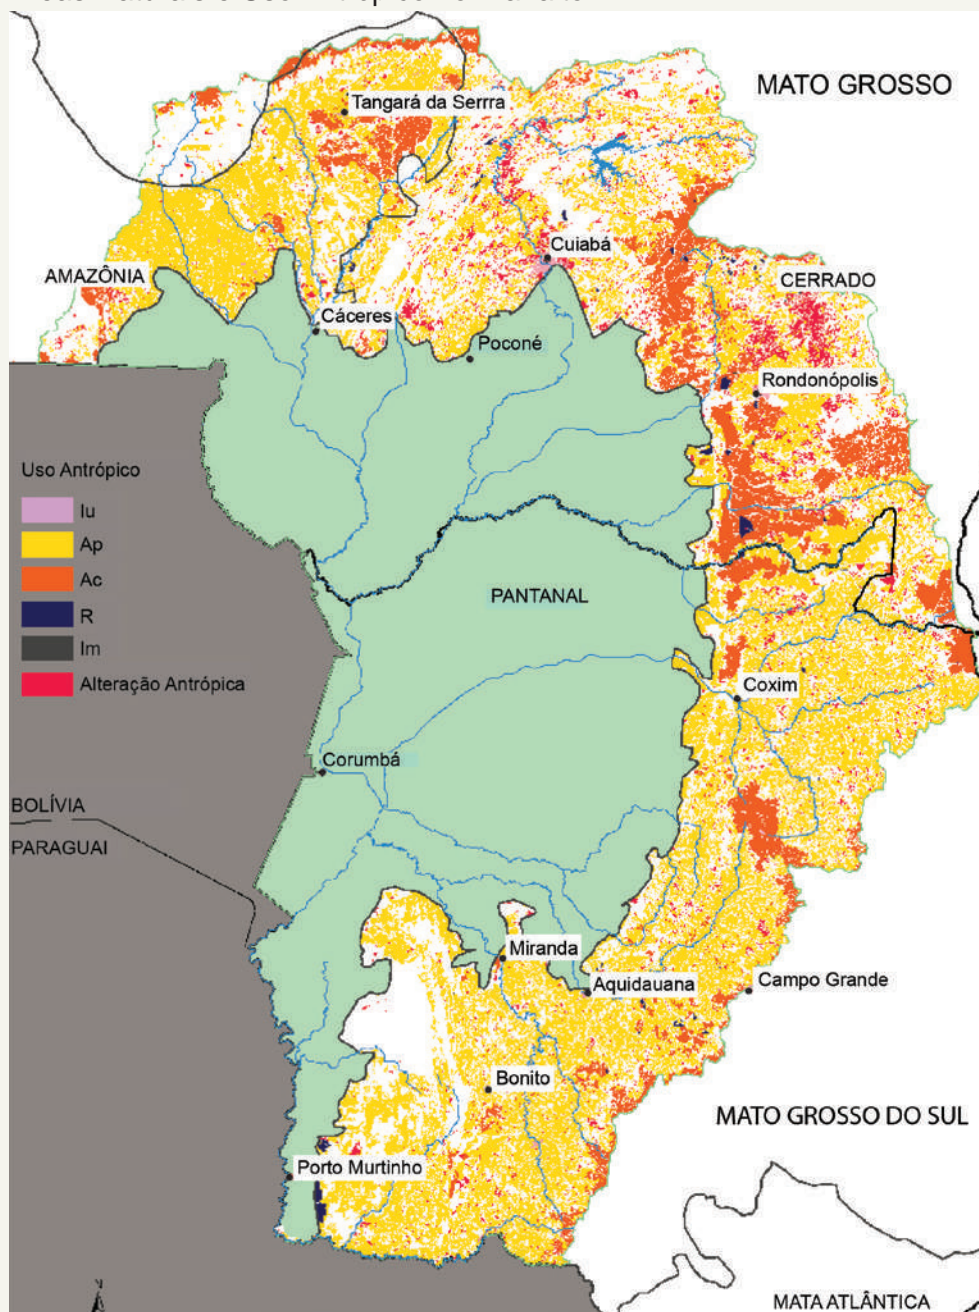 MATO GROSSO
Tangará da Serrra
Cuiabá
AMAZÔNIA
CERRADO
Cáceres
Poconé
Rondonópolis
Uso Antrópico
Iu
Ap
Ac
R
Im
Alteração Antrópica
PANTANAL
Coxim
Corumbá
BOLÍVIA
PARAGUAI
Miranda
Aquidauana
Campo Grande
Bonito
MATO GROSSO DO SUL
Porto Murtinho
MATA ATLÂNTICA